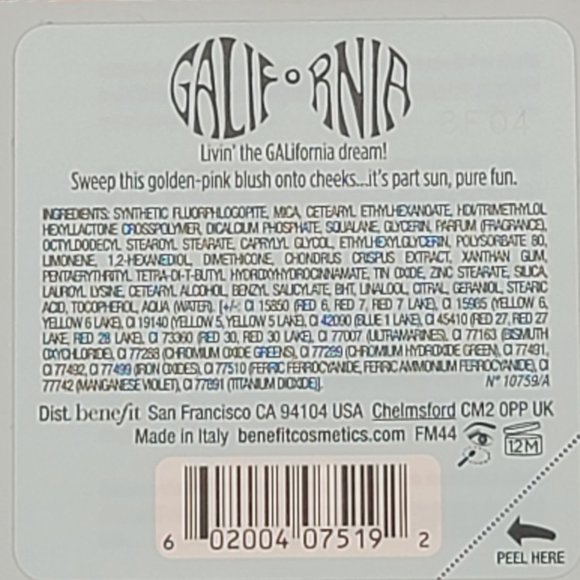 GALIFORNIA
Livin' the GALifornia dream!
Sweep this golden-pink blush onto cheeks...it's part sun, pure fun.
INGREDIENTS: SYNTHETIC FLUORPHLOGOPITE, MICA, CETEARYL ETHYLHEXANOATE, HDI/TRIMETHYLOL
HEXYLLACTONE CROSSPOLYMER, DICALCIUM PHOSPHATE, SQUALANE, GLYCERIN, PARFUM (FRAGRANCE),
OCTYLDODECYL STEAROYL STEARATE, CAPRYLYL GLYCOL, ETHYLHEXYLGLYCERIN, POLYSORBATE 80,
LIMONENE, 1,2-HEXANEDIOL, DIMETHICONE, CHONDRUS CRISPUS EXTRACT, XANTHAN GUM,
PENTAERYTHRITYL TETRA-DI-T-BUTYL HYDROXYHYDROCINNAMATE, TIN OXIDE, ZINC STEARATE, SILICA,
LAUROYL LYSINE, CETEARYL ALCOHOL, BENZYL SALICYLATE, BHT, LINALOOL, CITRAL, GERANIOL, STEARIC
ACID, TOCOPHEROL, AQUA (WATER). [+/-: CI 15850 (RED 6, RED 7, RED 7 LAKE), CI 15985 (YELLOW 6,
YELLOW 6 LAKE), CI 19140 (YELLOW 5, YELLOW 5 LAKE), CI 42090 (BLUE 1 LAKE), CI 45410 (RED 27, RED 27
LAKE, RED 28 LAKE), CI 73360 (RED 30, RED 30 LAKE), CI 77007 (ULTRAMARINES), CI 77163 (BISMUTH
OXYCHLORIDE), CI 77288 (CHROMIUM OXIDE GREENS), CI 77289 (CHROMIUM HYDROXIDE GREEN), CI 77491,
CI 77492, CI 77499 (IRON OXIDES), CI 77510 (FERRIC FERROCYANIDE, FERRIC AMMONIUM FERROCYANIDE), CI
77742 (MANGANESE VIOLET), CI 77891 (TITANIUM DIOXIDE)]. N° 10759/A
Dist. benefit San Francisco CA 94104 USA Chelmsford CM2 0PP UK
Made in Italy benefitcosmetics.com FM44 12M
6 02004 07519 2
PEEL HERE